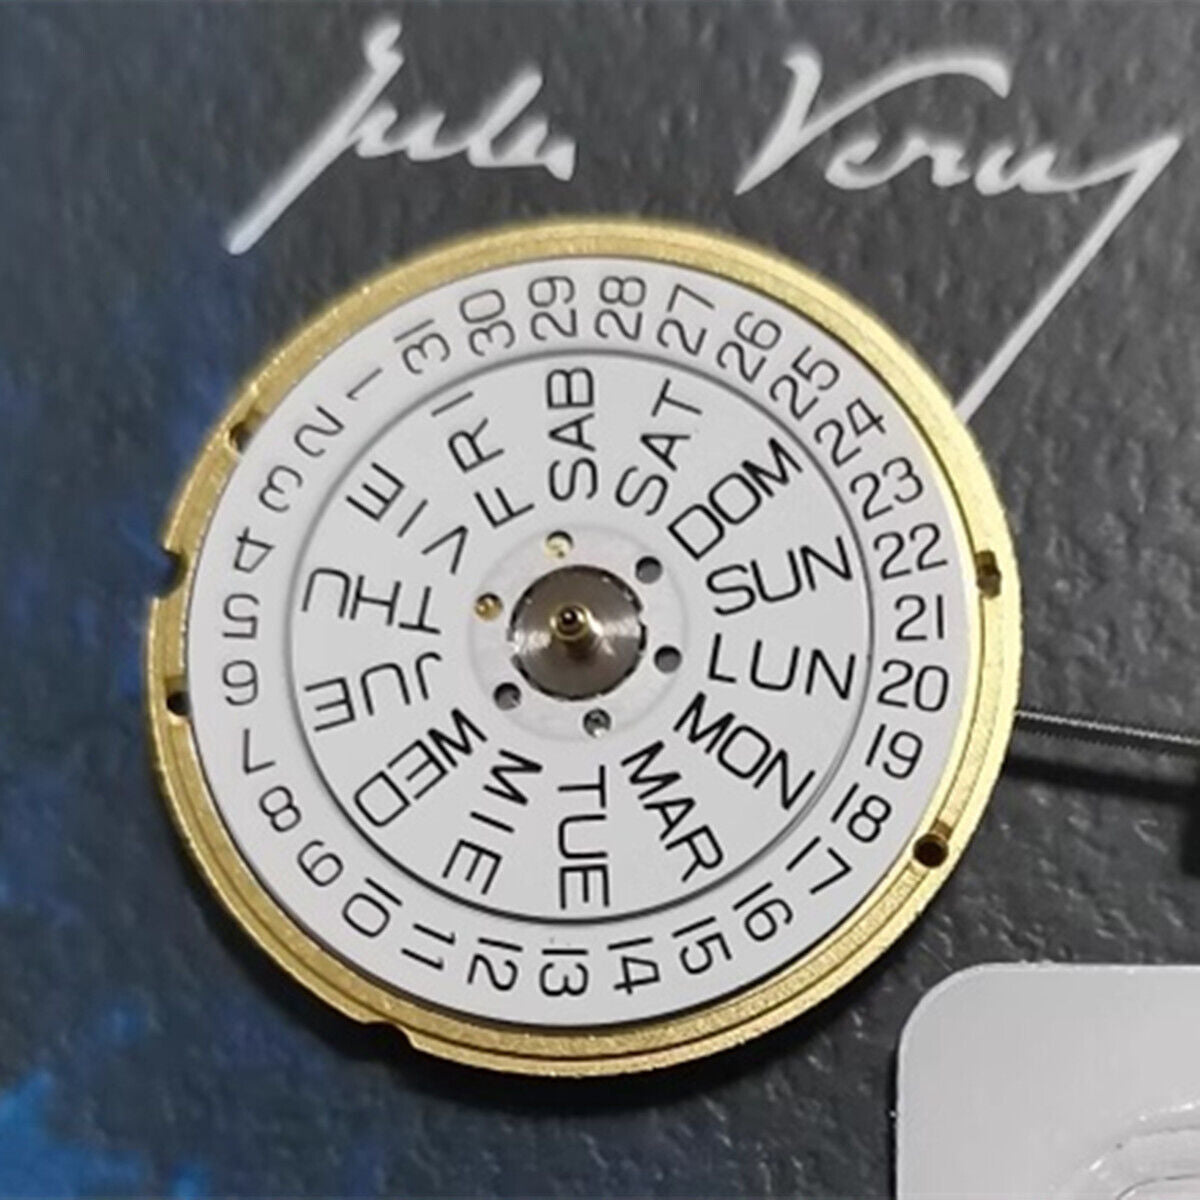 Jules Verne
1
2
3
4
5
6
7
8
9
10
11
12
13
14
15
16
17
18
19
20
21
22
23
24
25
26
27
28
29
30
31
SAB
SAT
DOM
SUN
LUN
MON
MAR
TUE
MIE
WED
JUE
THU
VIE
FRI